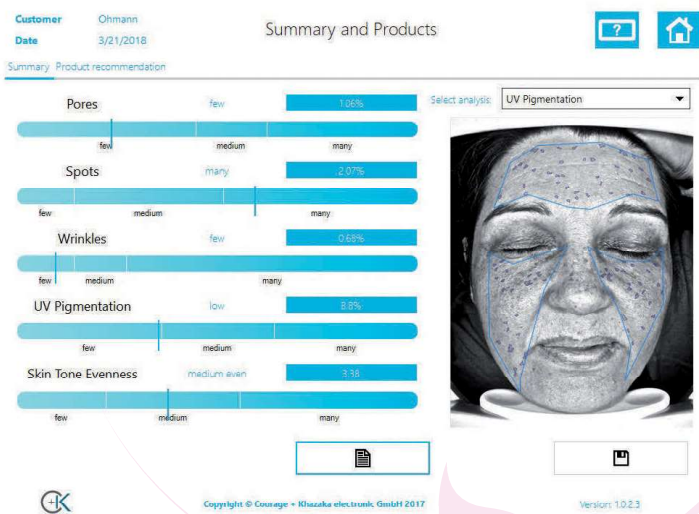 Customer Ohmann
Date 3/21/2018
Summary and Products
?
Summary Product recommendation
Pores few 1.06%
few medium many
Spots many 2.07%
few medium many
Wrinkles few 0.68%
few medium many
UV Pigmentation low 8.8%
few medium many
Skin Tone Evenness medium even 3.38
few medium many
Select analysis: UV Pigmentation
C+K
Copyright © Courage + Khazaka electronik, GmbH 2017
Version: 1.0.2.3